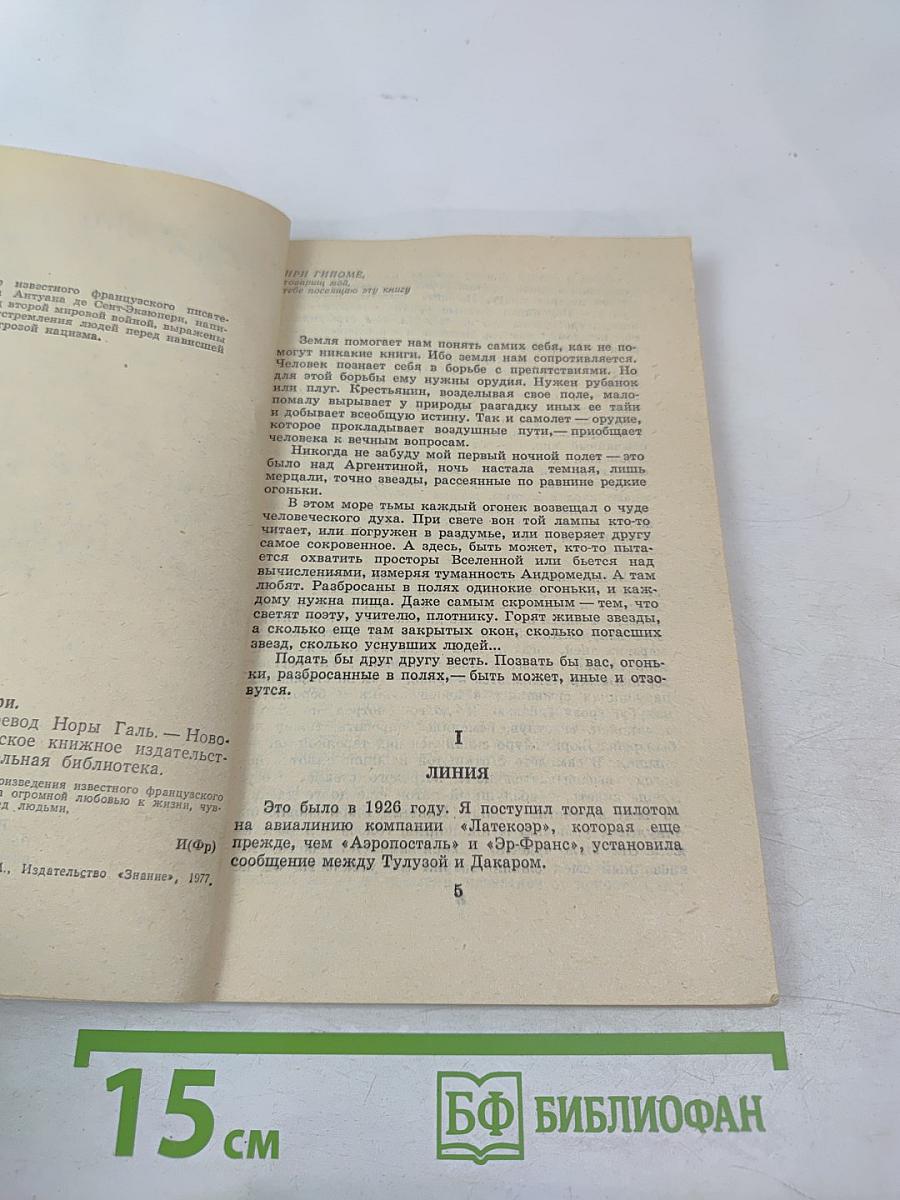 известного французского писате-
Антуана де Сент-Экзюпери, напи-
второй мировой войной, выражены
устремления людей перед нависшей
угрозой нацизма.
ри.
ревод Норы Галь. — Ново-
ское книжное издательст-
льная библиотека.
оизведения известного французского
а огромной любовью к жизни, чув-
ед людьми.
И(Фр)
Издательство «Знание», 1977.
НРИ ГИЙОМЕ,
товарищ мой,
тебе посвящаю эту книгу
Земля помогает нам понять самих себя, как не по-
могут никакие книги. Ибо земля нам сопротивляется.
Человек познает себя в борьбе с препятствиями. Но
для этой борьбы ему нужны орудия. Нужен рубанок
или плуг. Крестьянин, возделывая свое поле, мало-
помалу вырывает у природы разгадку иных ее тайн
и добывает всеобщую истину. Так и самолет — орудие,
которое прокладывает воздушные пути,— приобщает
человека к вечным вопросам.
Никогда не забуду мой первый ночной полет — это
было над Аргентиной, ночь настала темная, лишь
мерцали, точно звезды, рассеянные по равнине редкие
огоньки.
В этом море тьмы каждый огонек возвещал о чуде
человеческого духа. При свете вон той лампы кто-то
читает, или погружен в раздумье, или поверяет другу
самое сокровенное. А здесь, быть может, кто-то пыта-
ется охватить просторы Вселенной или бьется над
вычислениями, измеряя туманность Андромеды. А там
любят. Разбросаны в полях одинокие огоньки, и каж-
дому нужна пища. Даже самым скромным — тем, что
светят поэту, учителю, плотнику. Горят живые звезды,
а сколько еще там закрытых окон, сколько погасших
звезд, сколько уснувших людей...
Подать бы друг другу весть. Позвать бы вас, огонь-
ки, разбросанные в полях,— быть может, иные и отзо-
вутся.
I
ЛИНИЯ
Это было в 1926 году. Я поступил тогда пилотом
на авиалинию компании «Латекоэр», которая еще
прежде, чем «Аэропосталь» и «Эр-Франс», установила
сообщение между Тулузой и Дакаром.
5
15 см
БФ БИБЛИОФАН